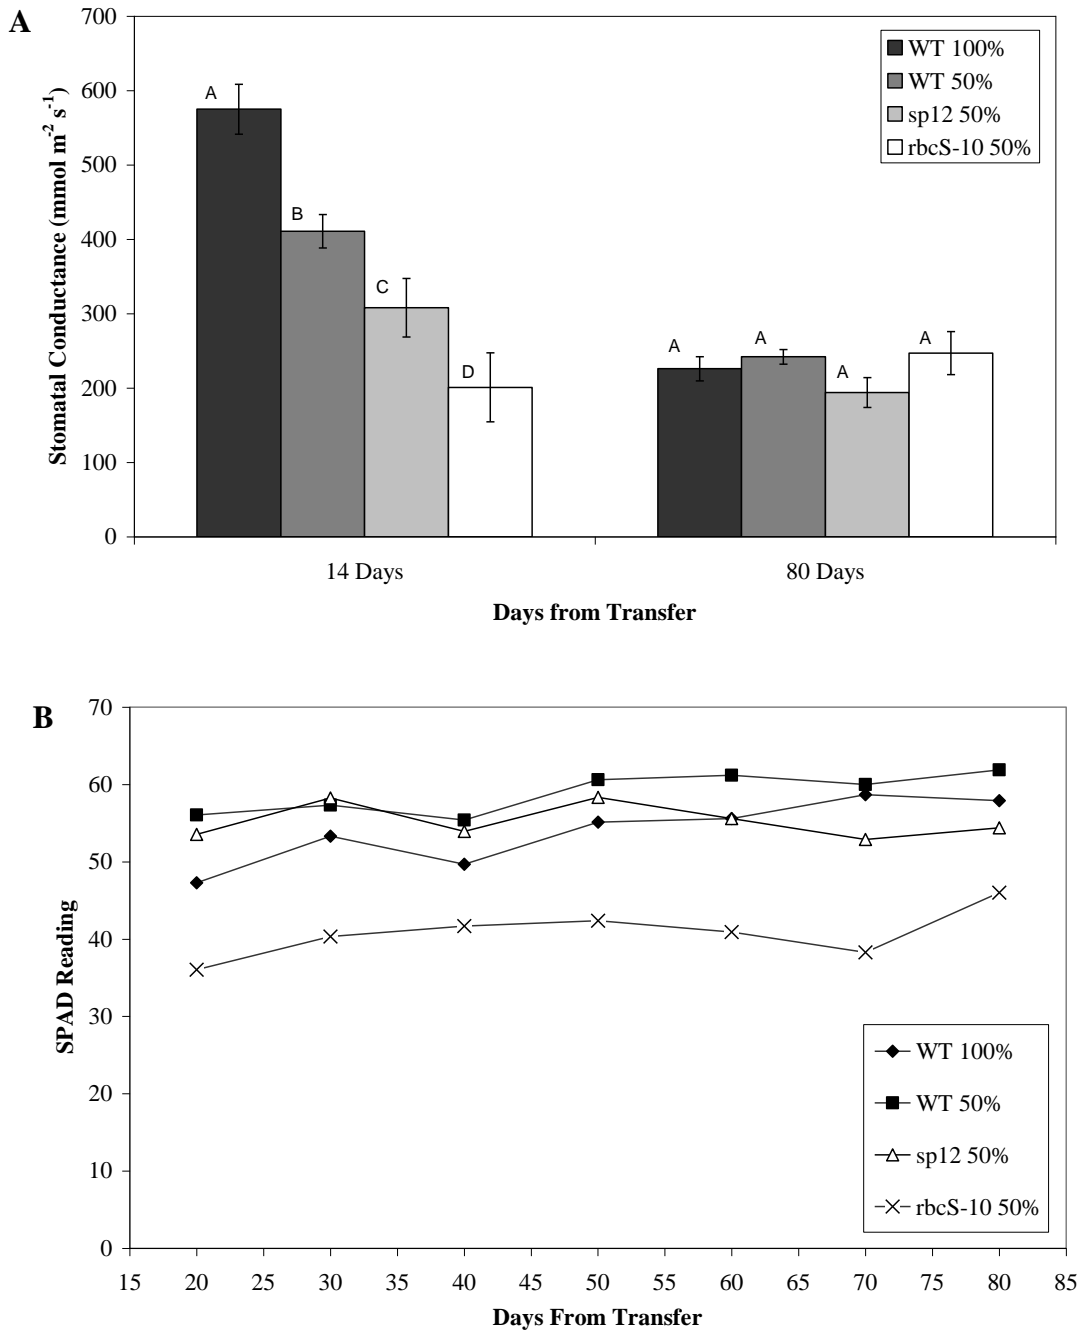 A
700
600
500
400
300
200
100
0
Stomatal Conductance (mmol m-2 s-1)
A
B
C
D
A
A
A
A
WT 100%
WT 50%
sp12 50%
rbcS-10 50%
14 Days
80 Days
Days from Transfer
B
70
60
50
40
30
20
10
0
SPAD Reading
WT 100%
WT 50%
sp12 50%
rbcS-10 50%
15 20 25 30 35 40 45 50 55 60 65 70 75 80 85
Days From Transfer